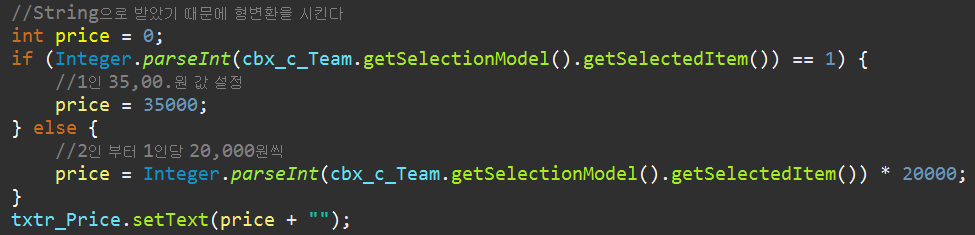 //String으로 받았기 때문에 형변환을 시킨다
int price = 0;
if (Integer.parseInt(cbx_c_Team.getSelectionModel().getSelectedItem()) == 1) {
//1인 35,00.원 값 설정
price = 35000;
} else {
//2인 부터 1인당 20,000원씩
price = Integer.parseInt(cbx_c_Team.getSelectionModel().getSelectedItem()) * 20000;
}
txtr_Price.setText(price + "");